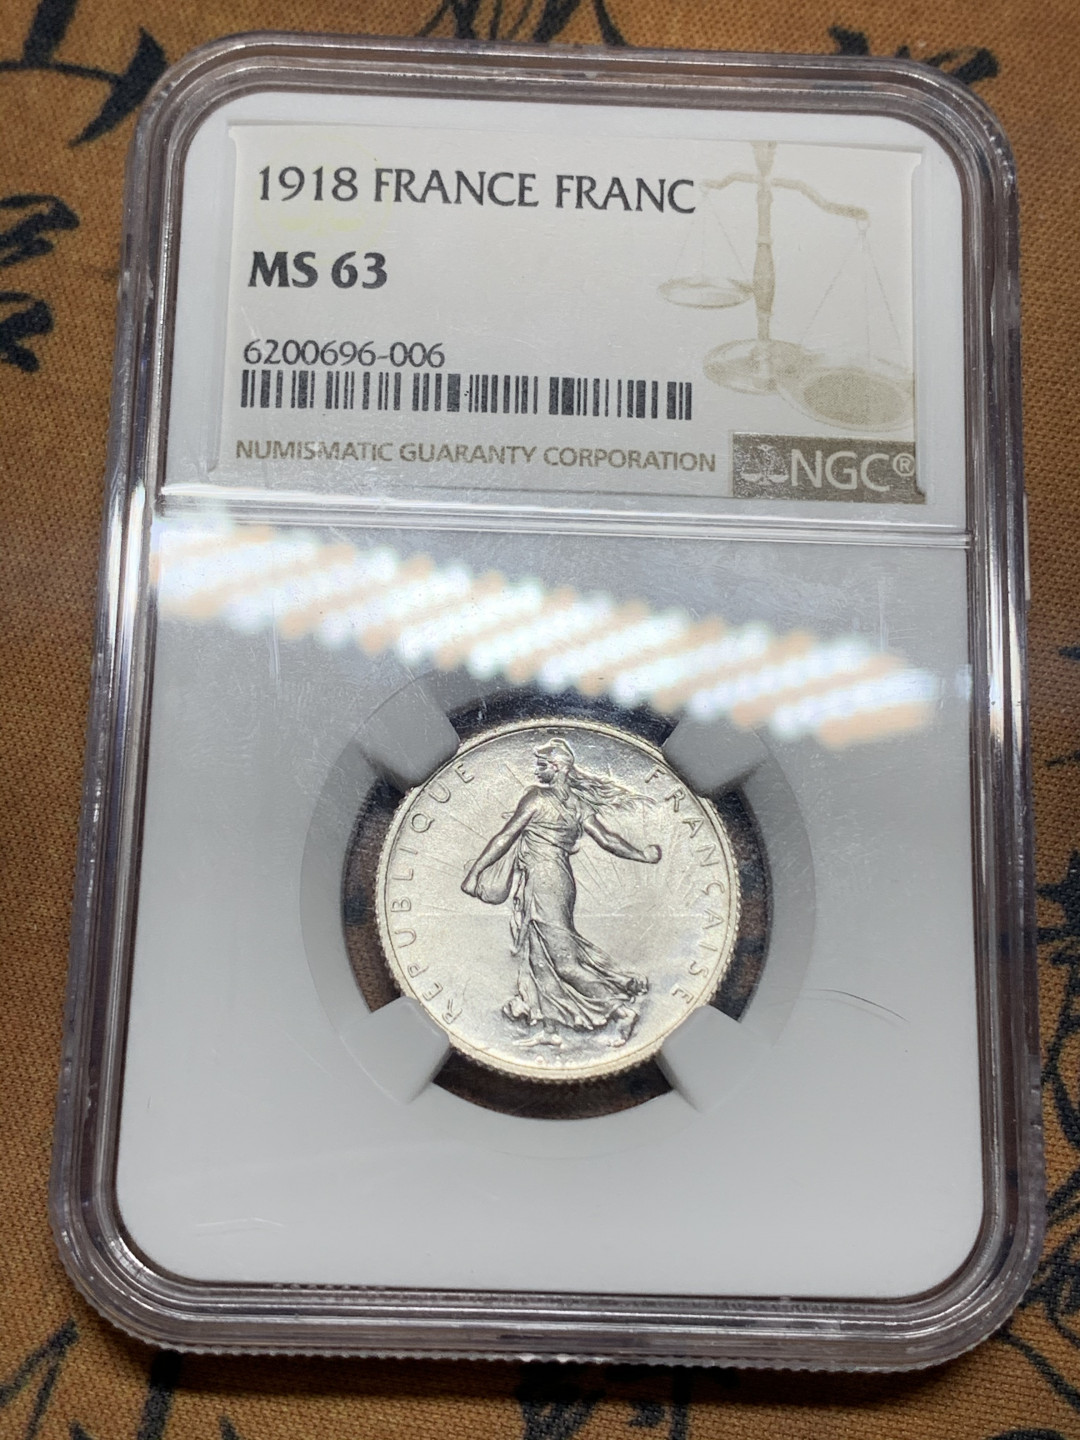 1918 FRANCE FRANC
MS 63
6200696-006
NUMISMATIC GUARANTY CORPORATION
NGC®
REPUBLIQUE FRANÇAISE